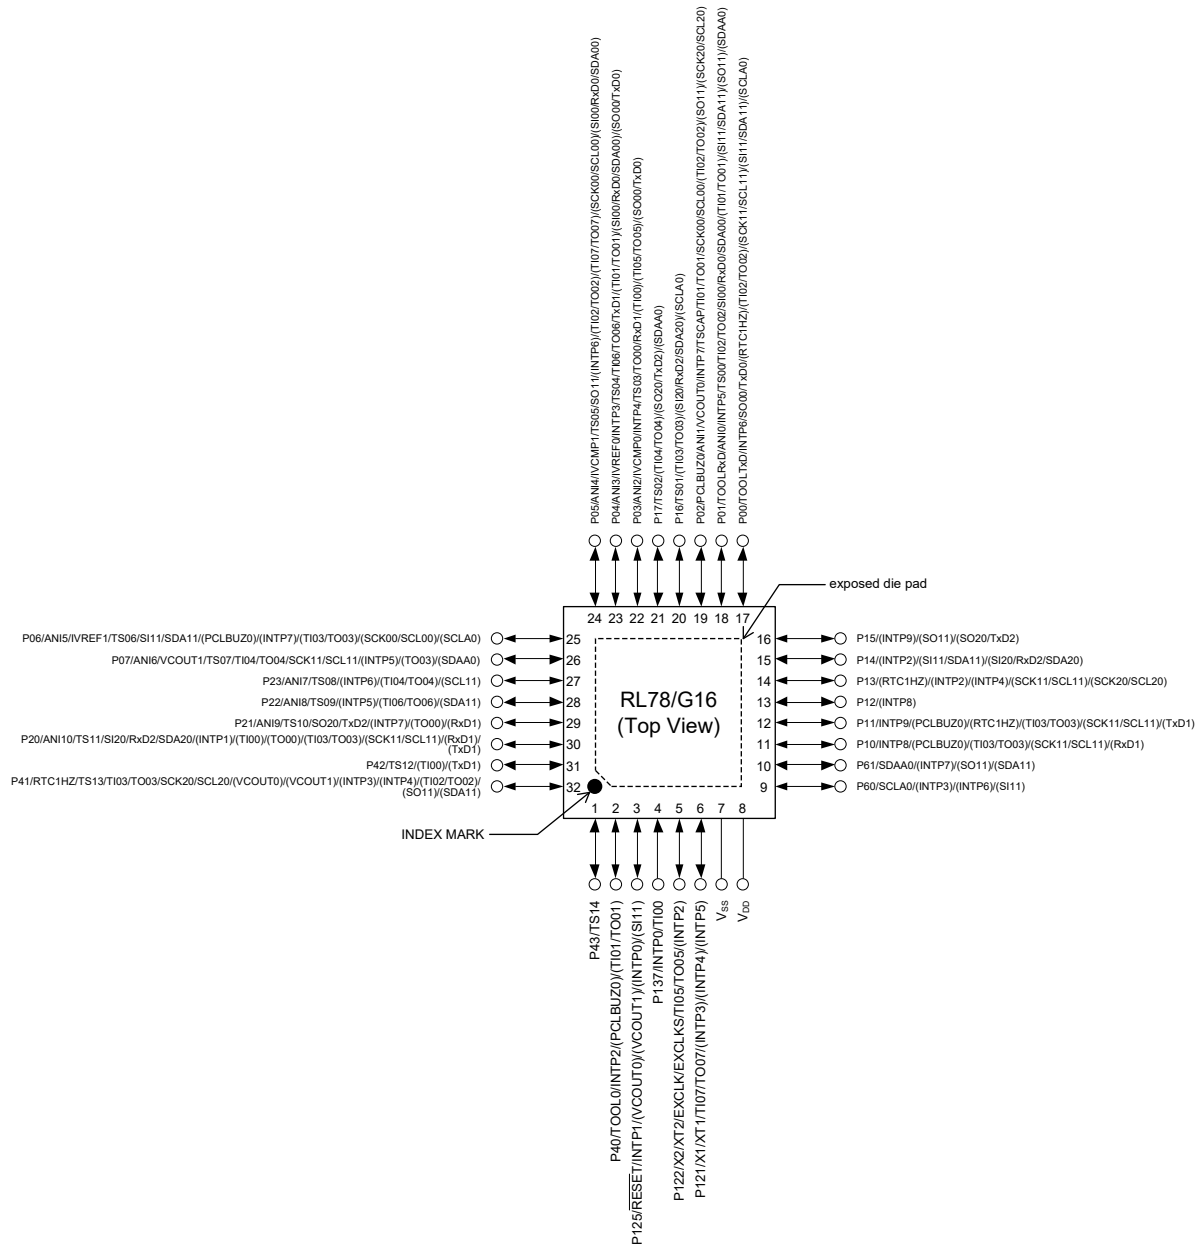 P05/ANI4/IVCMP1/TS05/SO11/(INTP6)/(TI02/TO02)/(TI07/TO07)/(SCK00/SCL00)/(SI00/RxD0/SDA00)
P04/ANI3/IVREF0/INTP3/TS04/TI06/TO06/TxD1/(TI01/TO01)/(SI00/RxD0/SDA00)/(SO00/TxD0)
P03/ANI2/IVCMP0/INTP4/TS03/TO00/RxD1/(TI00)/(TI05/TO05)/(SO00/TxD0)
P17/TS02/(TI04/TO04)/(SO20/TxD2)/(SDAA0)
P16/TS01/(TI03/TO03)/(SI20/RxD2/SDA20)/(SCLA0)
P02/PCLBUZ0/ANI1/VCOUT0/INTP7/TSCAP/TI01/TO01/SCK00/SCL00/(TI02/TO02)/(SO11)/(SCK20/SCL20)
P01/TOOLRxD/ANI0/INTP5/TS00/TI02/TO02/SI00/RxD0/SDA00/(TI01/TO01)/(SI11/SDA11)/(SO11)/(SDAA0)
P00/TOOLTxD/INTP6/SO00/TxD0/(RTC1HZ)/(TI02/TO02)/(SCK11/SCL11)/(SI11/SDA11)/(SCLA0)
exposed die pad
24 23 22 21 20 19 18 17
P06/ANI5/IVREF1/TS06/SI11/SDA11/(PCLBUZ0)/(INTP7)/(TI03/TO03)/(SCK00/SCL00)/(SCLA0) 25
P07/ANI6/VCOUT1/TS07/TI04/TO04/SCK11/SCL11/(INTP5)/(TO03)/(SDAA0) 26
P23/ANI7/TS08/(INTP6)/(TI04/TO04)/(SCL11) 27
P22/ANI8/TS09/(INTP5)/(TI06/TO06)/(SDA11) 28
P21/ANI9/TS10/SO20/TxD2/(INTP7)/(TO00)/(RxD1) 29
P20/ANI10/TS11/SI20/RxD2/SDA20/(INTP1)/(TI00)/(TO00)/(TI03/TO03)/(SCK11/SCL11)/(RxD1)/
(TxD1) 30
P42/TS12/(TI00)/(TxD1) 31
P41/RTC1HZ/TS13/TI03/TO03/SCK20/SCL20/(VCOUT0)/(VCOUT1)/(INTP3)/(INTP4)/(TI02/TO02)/
(SO11)/(SDA11) 32
RL78/G16
(Top View)
16 P15/(INTP9)/(SO11)/(SO20/TxD2)
15 P14/(INTP2)/(SI11/SDA11)/(SI20/RxD2/SDA20)
14 P13/(RTC1HZ)/(INTP2)/(INTP4)/(SCK11/SCL11)/(SCK20/SCL20)
13 P12/(INTP8)
12 P11/INTP9/(PCLBUZ0)/(RTC1HZ)/(TI03/TO03)/(SCK11/SCL11)/(TxD1)
11 P10/INTP8/(PCLBUZ0)/(TI03/TO03)/(SCK11/SCL11)/(RxD1)
10 P61/SDAA0/(INTP7)/(SO11)/(SDA11)
9 P60/SCLA0/(INTP3)/(INTP6)/(SI11)
1 2 3 4 5 6 7 8
INDEX MARK
P43/TS14
P40/TOOL0/INTP2/(PCLBUZ0)/(TI01/TO01)
P125/RESET/INTP1/(VCOUT0)/(VCOUT1)/(INTP0)/(SI11)
P137/INTP0/TI00
P122/X2/XT2/EXCLK/EXCLKS/TI05/TO05/(INTP2)
P121/X1/XT1/TI07/TO07/(INTP3)/(INTP4)/(INTP5)
VSS
VDD